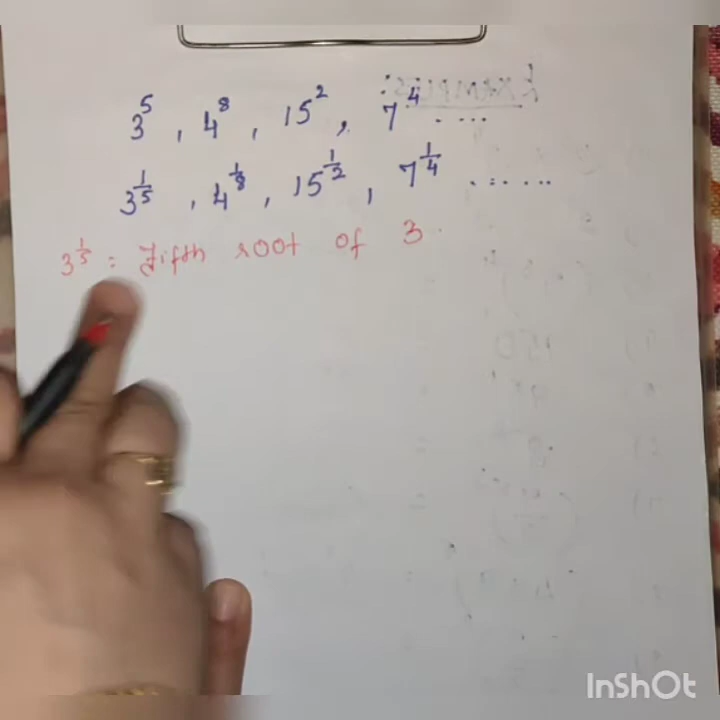 3^5 , 4^8 , 15^2 , 7^4 ....
3^(1/5) , 4^(1/8) , 15^(1/2) , 7^(1/4) ......
3^(1/5) = Fifth root of 3.
InShOt